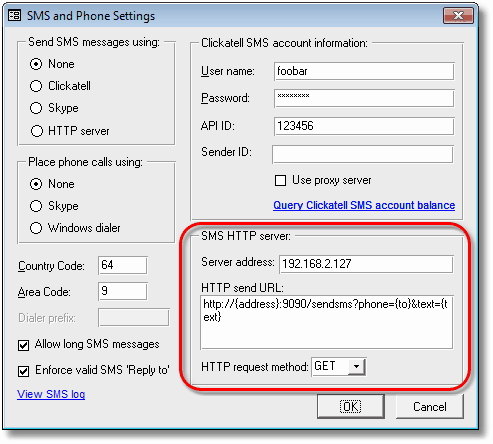 SMS and Phone Settings
Send SMS messages using:
None
Clickatell
Skype
HTTP server
Place phone calls using:
None
Skype
Windows dialer
Country Code: 64
Area Code: 9
Dialer prefix:
Allow long SMS messages
Enforce valid SMS 'Reply to'
View SMS log
Clickatell SMS account information:
User name: foobar
Password: ********
API ID: 123456
Sender ID:
Use proxy server
Query Clickatell SMS account balance
SMS HTTP server:
Server address: 192.168.2.127
HTTP send URL:
http://{address}:9090/sendsms?phone={to}&text={t
ext}
HTTP request method: GET
OK
Cancel